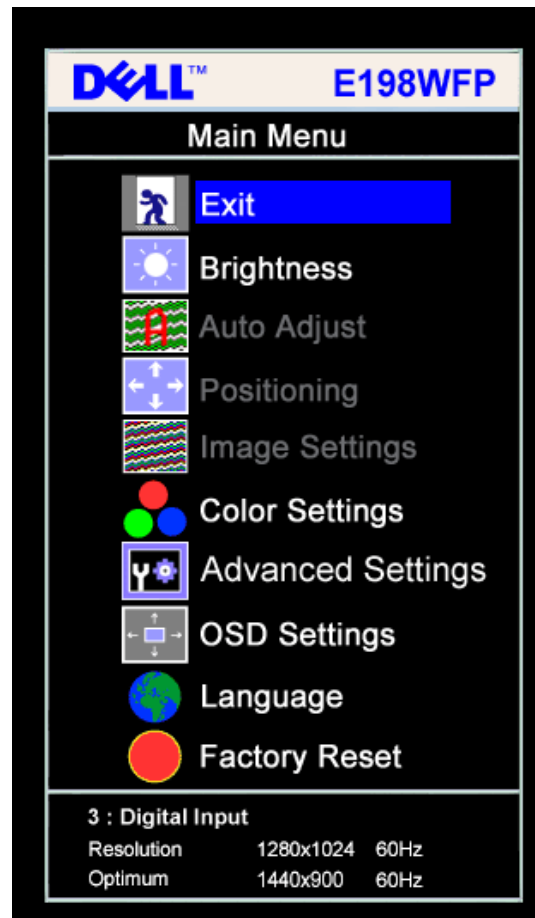 DELL™ E198WFP
Main Menu
Exit
Brightness
Auto Adjust
Positioning
Image Settings
Color Settings
Advanced Settings
OSD Settings
Language
Factory Reset
3 : Digital Input
Resolution 1280x1024 60Hz
Optimum 1440x900 60Hz